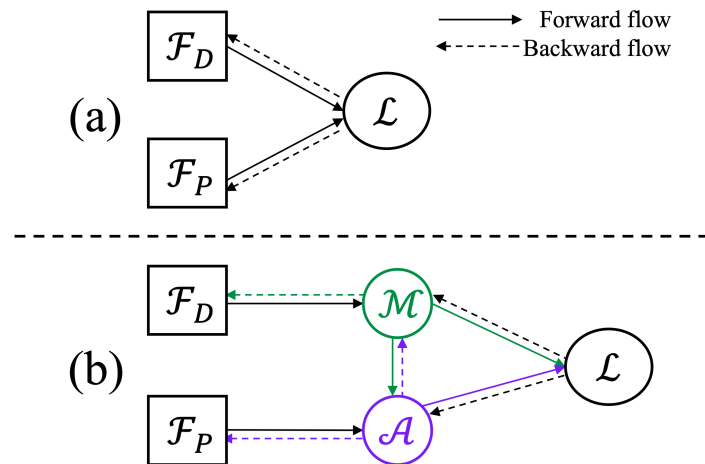 Forward flow
Backward flow
(a)
ℱ_D
ℱ_P
ℒ
(b)
ℱ_D
ℱ_P
ℳ
𝒜
ℒ